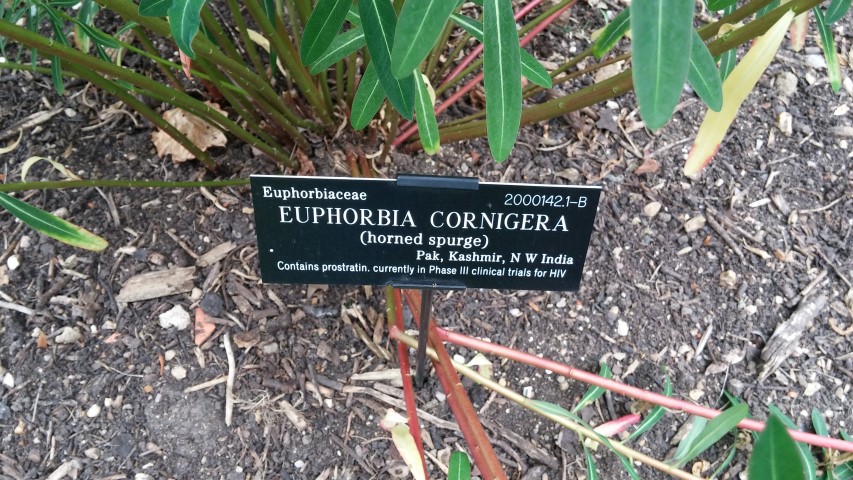 Euphorbiaceae 2000142.1-B
EUPHORBIA CORNIGERA
(horned spurge)
Pak, Kashmir, N W India
Contains prostratin. currently in Phase III clinical trials for HIV